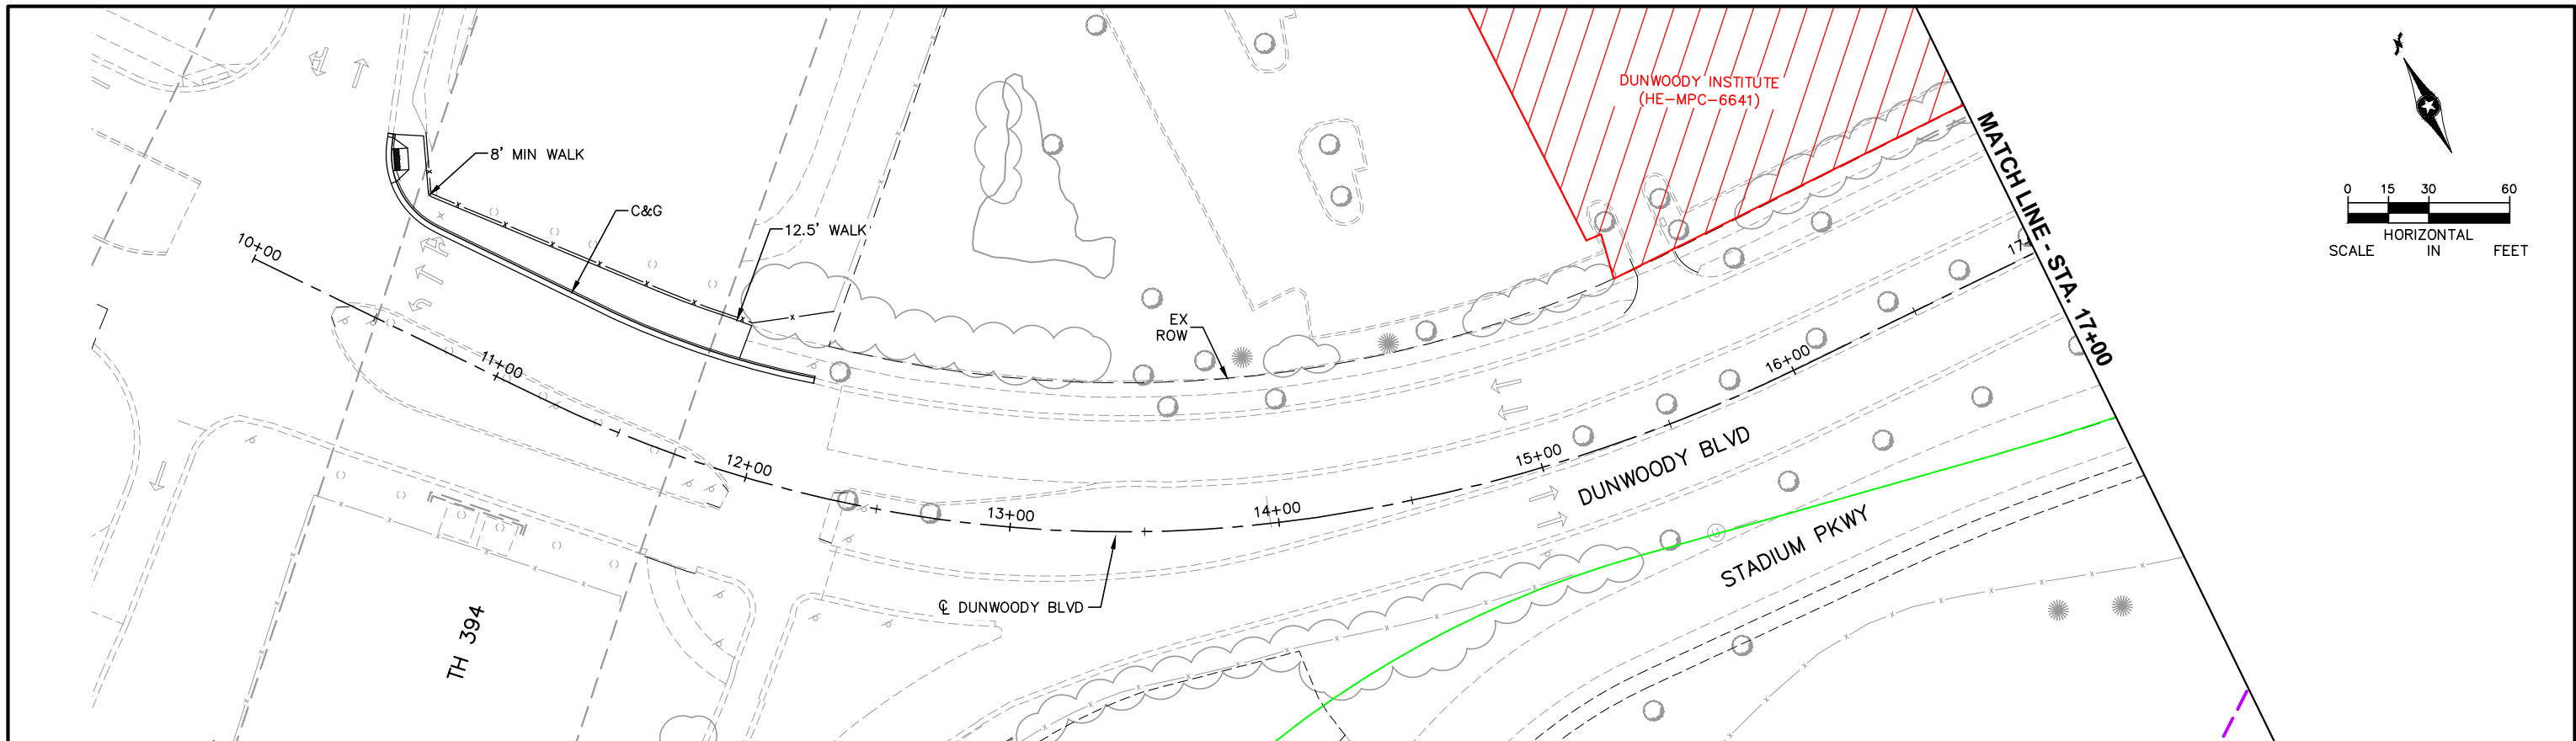 DUNWOODY INSTITUTE
(HE-MPC-6641)
MATCH LINE - STA. 17+00
0 15 30 60
HORIZONTAL
SCALE IN FEET
8' MIN WALK
C&G
12.5' WALK
10+00
11+00
12+00
13+00
14+00
15+00
16+00
EX
ROW
DUNWOODY BLVD
STADIUM PKWY
℄ DUNWOODY BLVD
TH 394